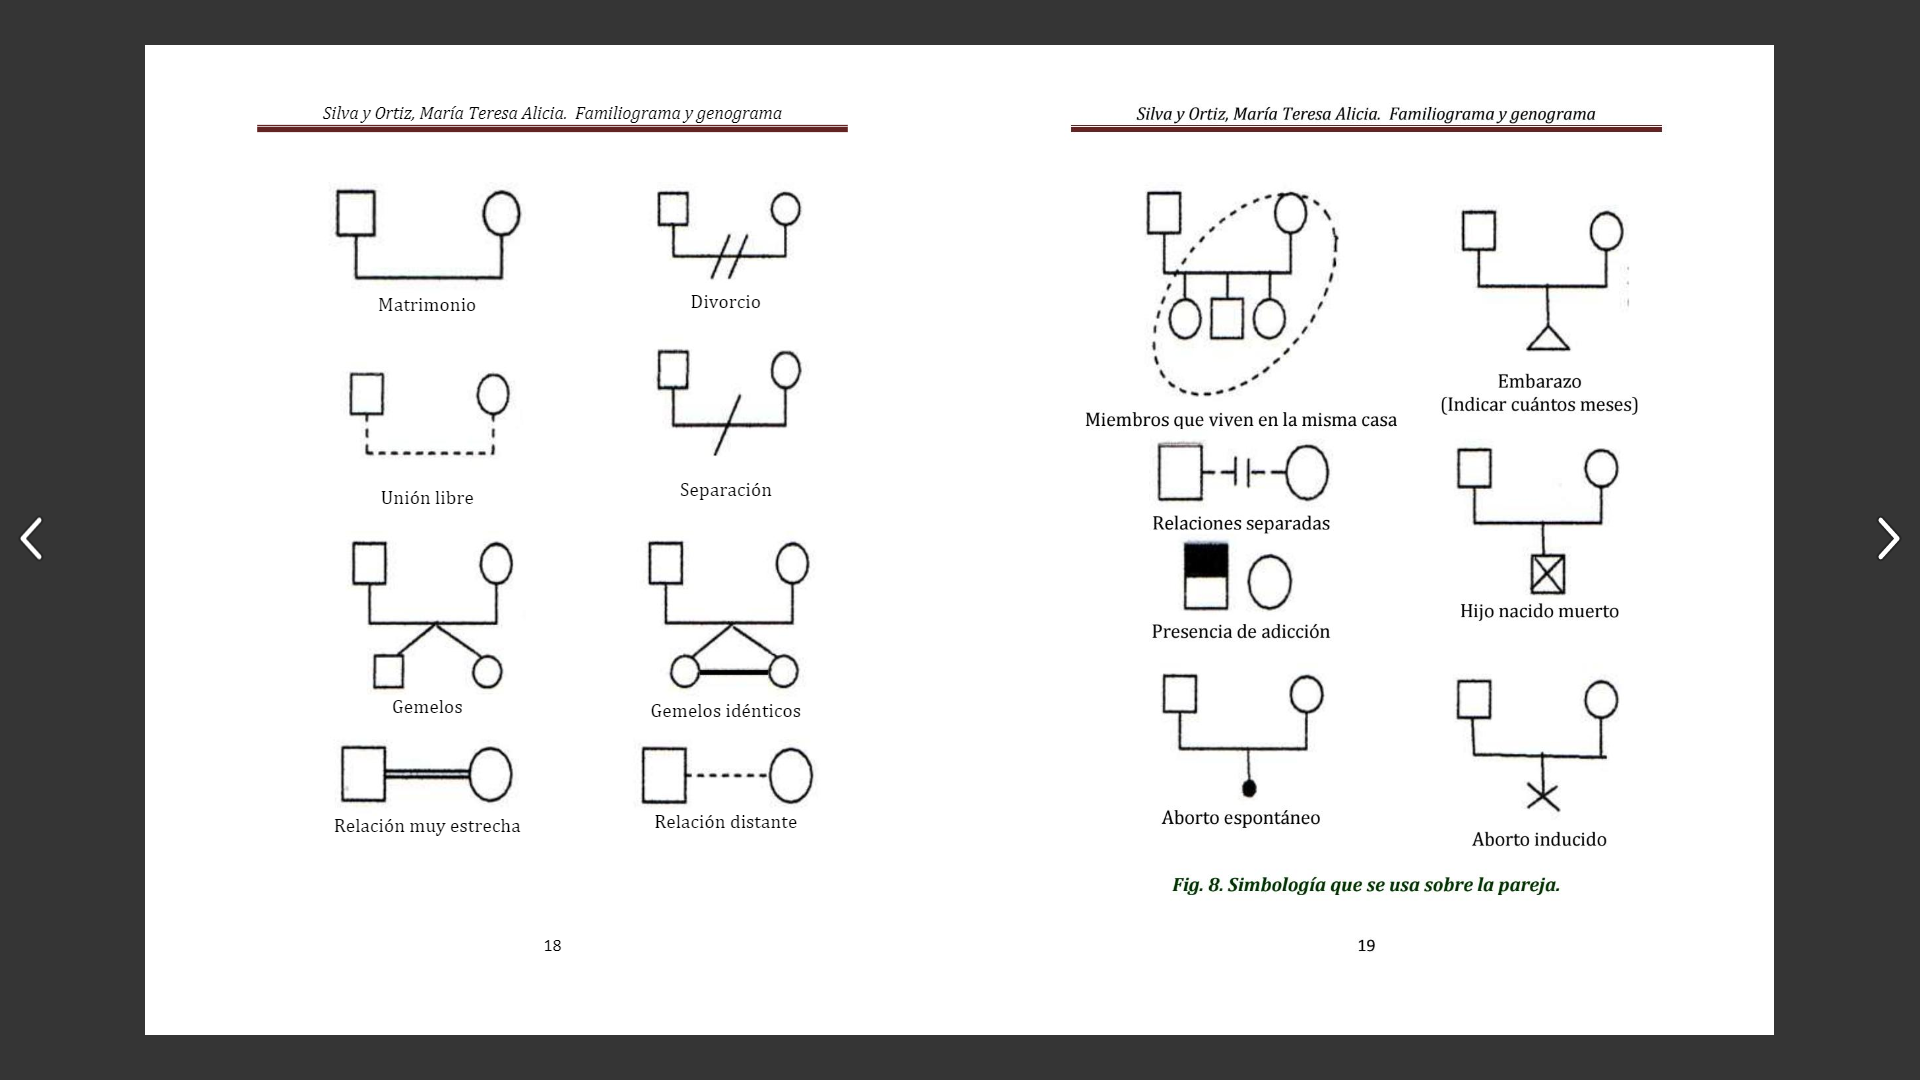 Silva y Ortiz, María Teresa Alicia. Familiograma y genograma
Matrimonio
Divorcio
Unión libre
Separación
Gemelos
Gemelos idénticos
Relación muy estrecha
Relación distante
18
Silva y Ortiz, María Teresa Alicia. Familiograma y genograma
Miembros que viven en la misma casa
Embarazo
(Indicar cuántos meses)
Relaciones separadas
Hijo nacido muerto
Presencia de adicción
Aborto espontáneo
Aborto inducido
Fig. 8. Simbología que se usa sobre la pareja.
19